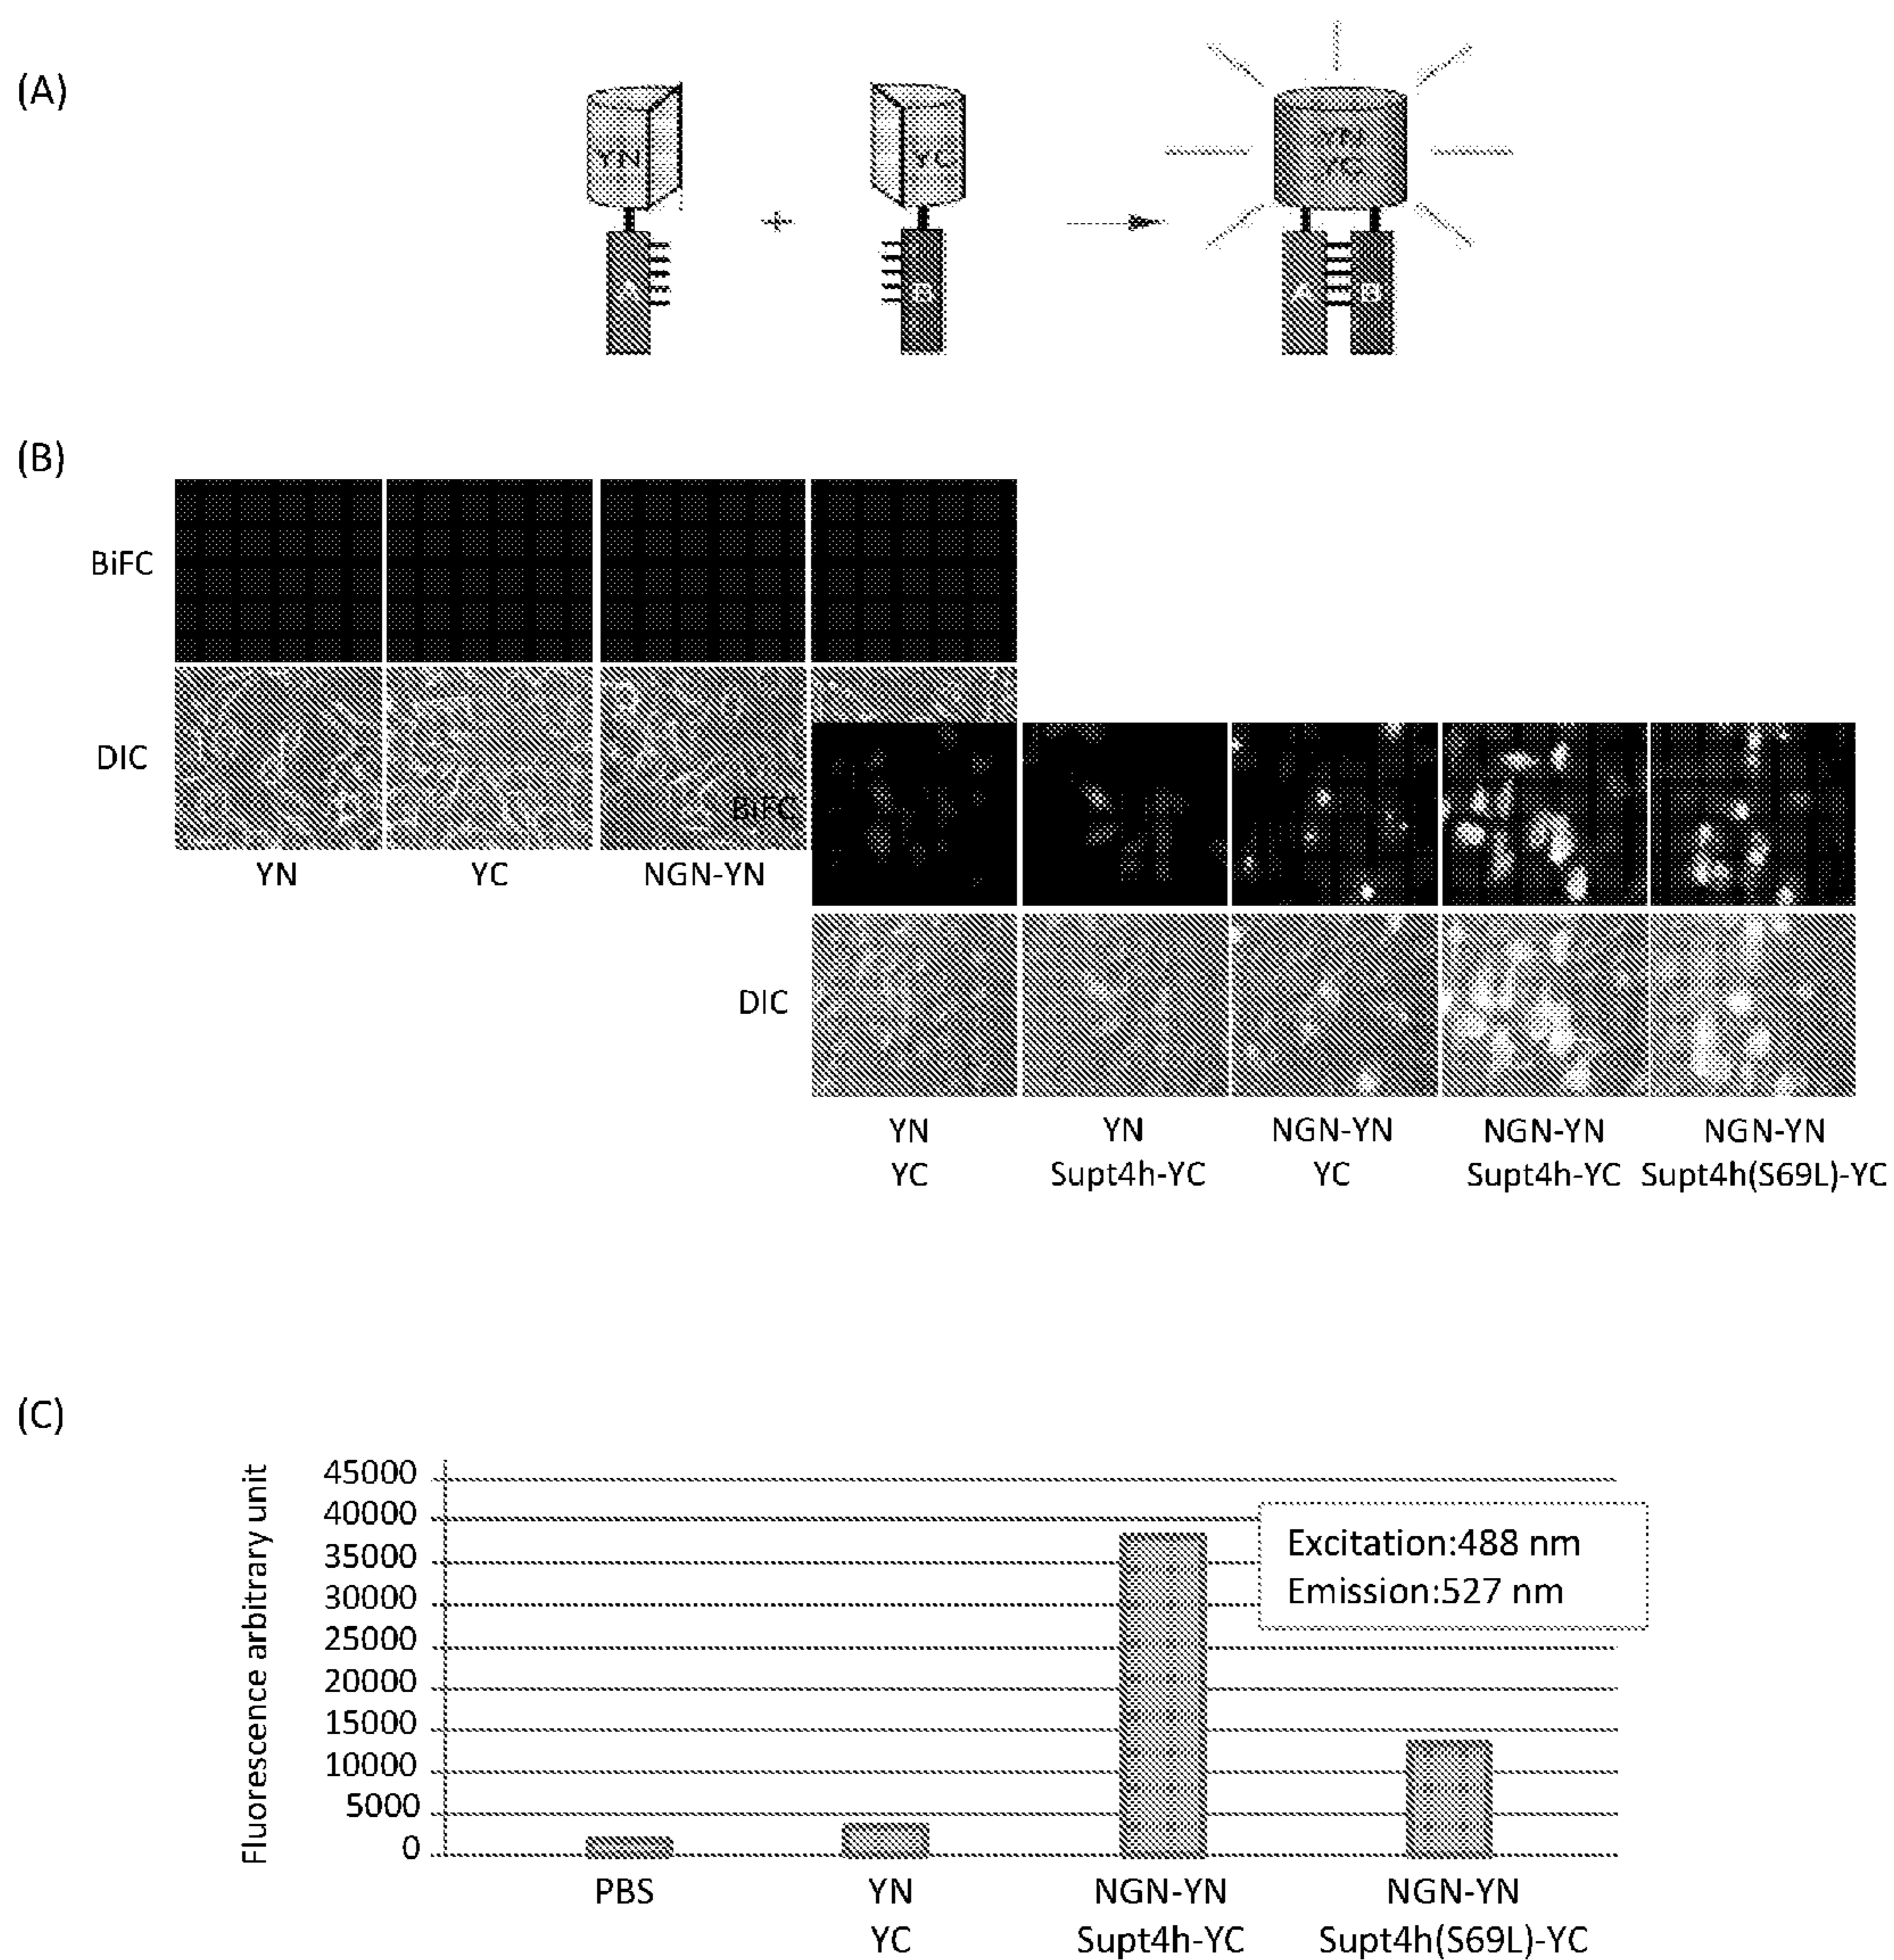 (A)
YN
YC
YN
YC
+
A
B
A
B
(B)
BiFC
DIC
BiFC
YN
YC
NGN-YN
DIC
YN
YN
NGN-YN
NGN-YN
NGN-YN
YC
Supt4h-YC
YC
Supt4h-YC
Supt4h(S69L)-YC
(C)
Fluorescence arbitrary unit
45000
40000
35000
30000
25000
20000
15000
10000
5000
0
Excitation:488 nm
Emission:527 nm
PBS
YN
NGN-YN
NGN-YN
YC
Supt4h-YC
Supt4h(S69L)-YC